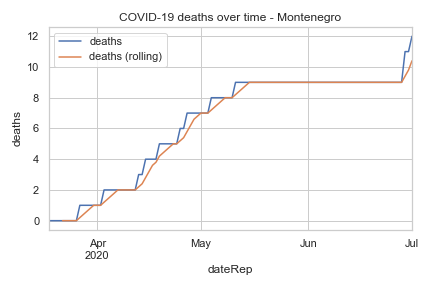 COVID-19 deaths over time - Montenegro
deaths
deaths (rolling)
12
10
8
6
4
2
0
deaths
Apr
2020
May
Jun
Jul
dateRep